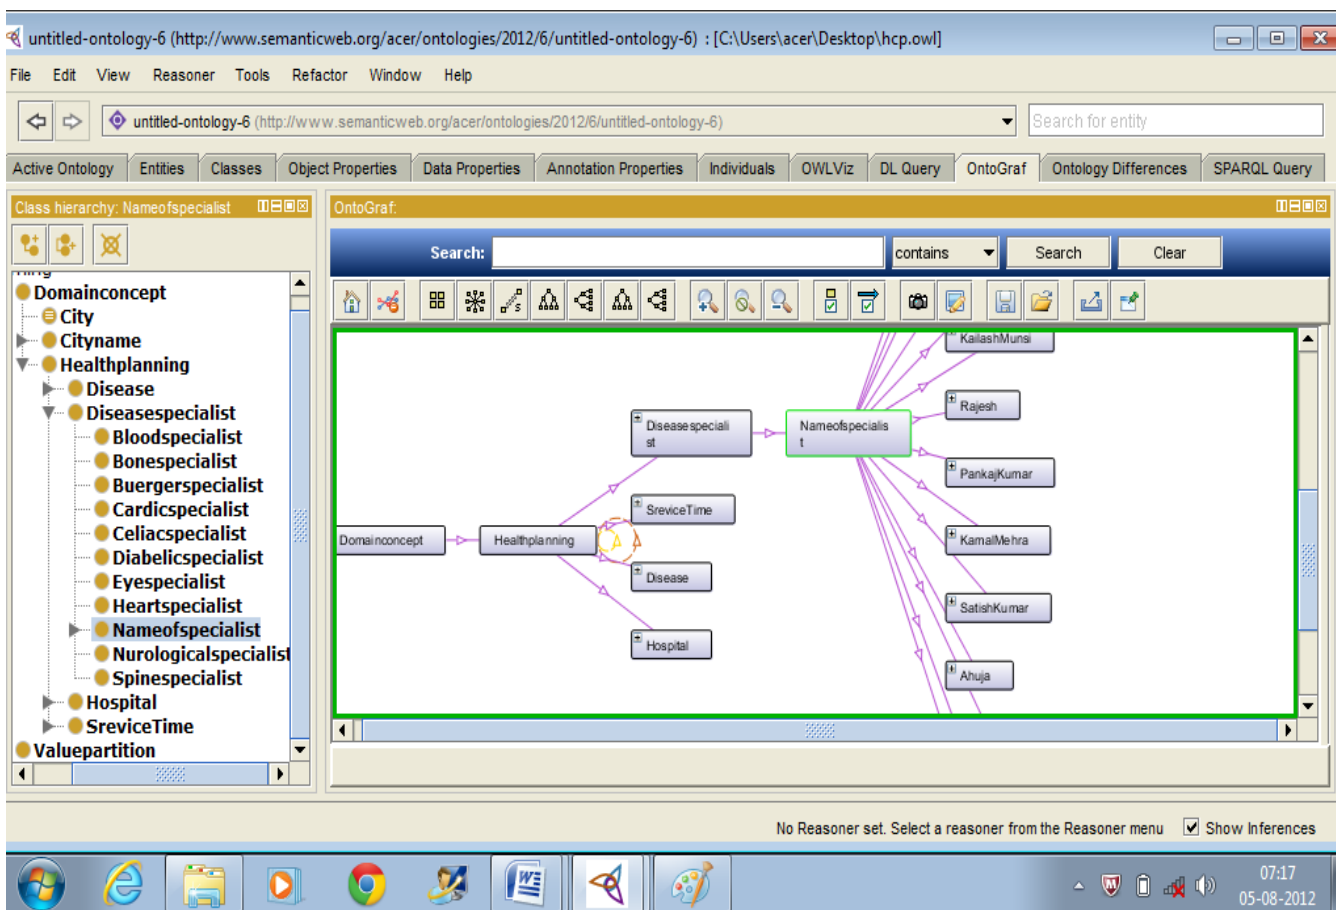 untitled-ontology-6 (http://www.semanticweb.org/acer/ontologies/2012/6/untitled-ontology-6) : [C:\Users\acer\Desktop\hcp.owl]
File Edit View Reasoner Tools Refactor Window Help
untitled-ontology-6 (http://www.semanticweb.org/acer/ontologies/2012/6/untitled-ontology-6)
Search for entity
Active Ontology Entities Classes Object Properties Data Properties Annotation Properties Individuals OWLViz DL Query OntoGraf Ontology Differences SPARQL Query
Class hierarchy: Nameofspecialist
Domainconcept
City
Cityname
Healthplanning
Disease
Diseasespecialist
Bloodspecialist
Bonespecialist
Buergerspecialist
Cardicspecialist
Celiacspecialist
Diabelicspecialist
Eyespecialist
Heartspecialist
Nameofspecialist
Nurologicalspecialist
Spinespecialist
Hospital
SreviceTime
Valuepartition
OntoGraf:
Search: contains Search Clear
KailashMunsi
Rajesh
Diseasespeciali
st
Nameofspecialis
t
PankajKumar
SreviceTime
Domainconcept
Healthplanning
KamalMehra
Disease
SatishKumar
Hospital
Ahuja
No Reasoner set. Select a reasoner from the Reasoner menu Show Inferences
07:17
05-08-2012